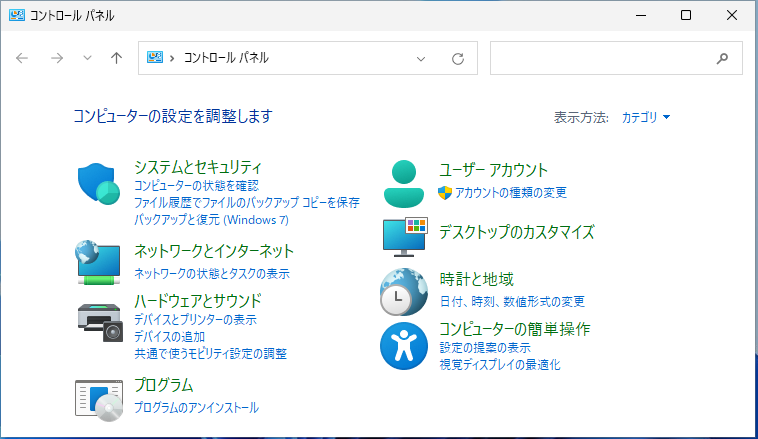 コントロール パネル
コントロール パネル
コンピューターの設定を調整します
表示方法: カテゴリ
システムとセキュリティ
コンピューターの状態を確認
ファイル履歴でファイルのバックアップ コピーを保存
バックアップと復元 (Windows 7)
ネットワークとインターネット
ネットワークの状態とタスクの表示
ハードウェアとサウンド
デバイスとプリンターの表示
デバイスの追加
共通で使うモビリティ設定の調整
プログラム
プログラムのアンインストール
ユーザー アカウント
アカウントの種類の変更
デスクトップのカスタマイズ
時計と地域
日付、時刻、数値形式の変更
コンピューターの簡単操作
設定の提案の表示
視覚ディスプレイの最適化